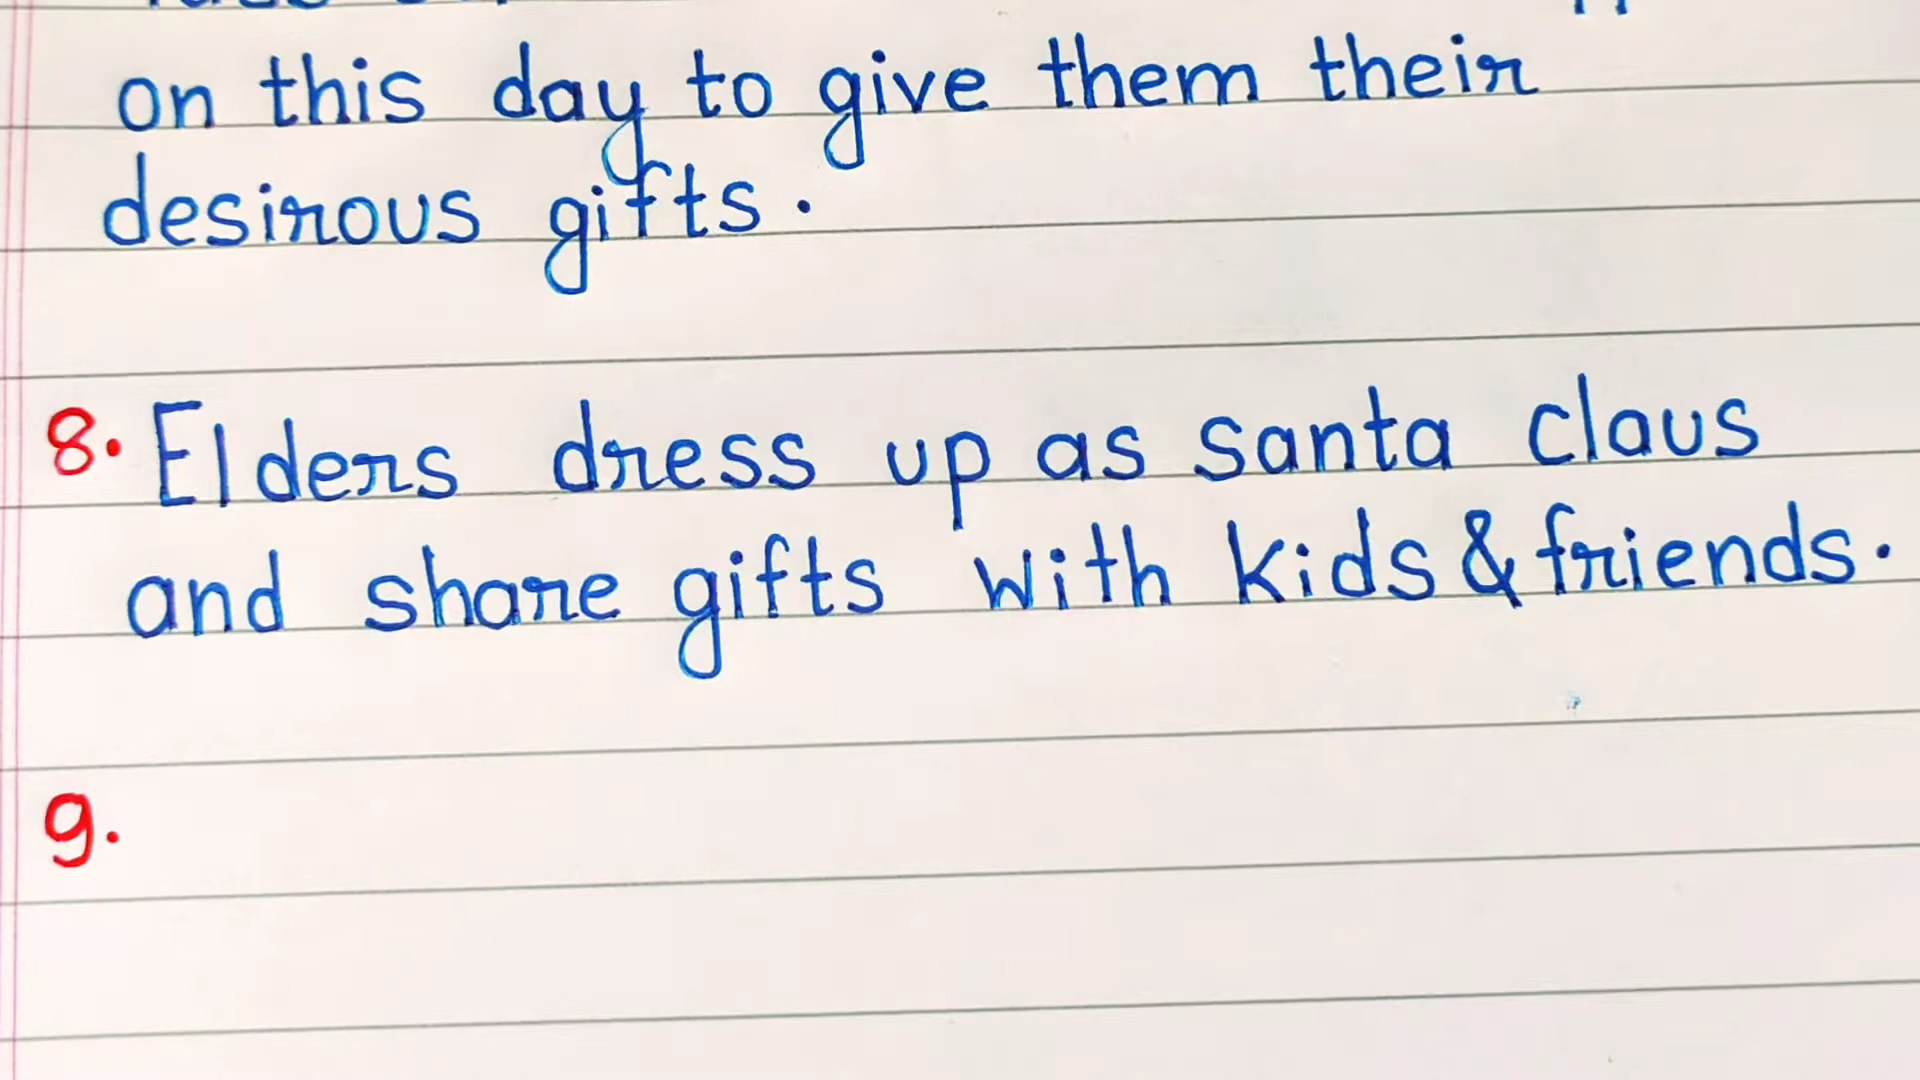 on this day to give them their
desirous gifts.
8. Elders dress up as santa claus
and share gifts with kids & friends.
9.